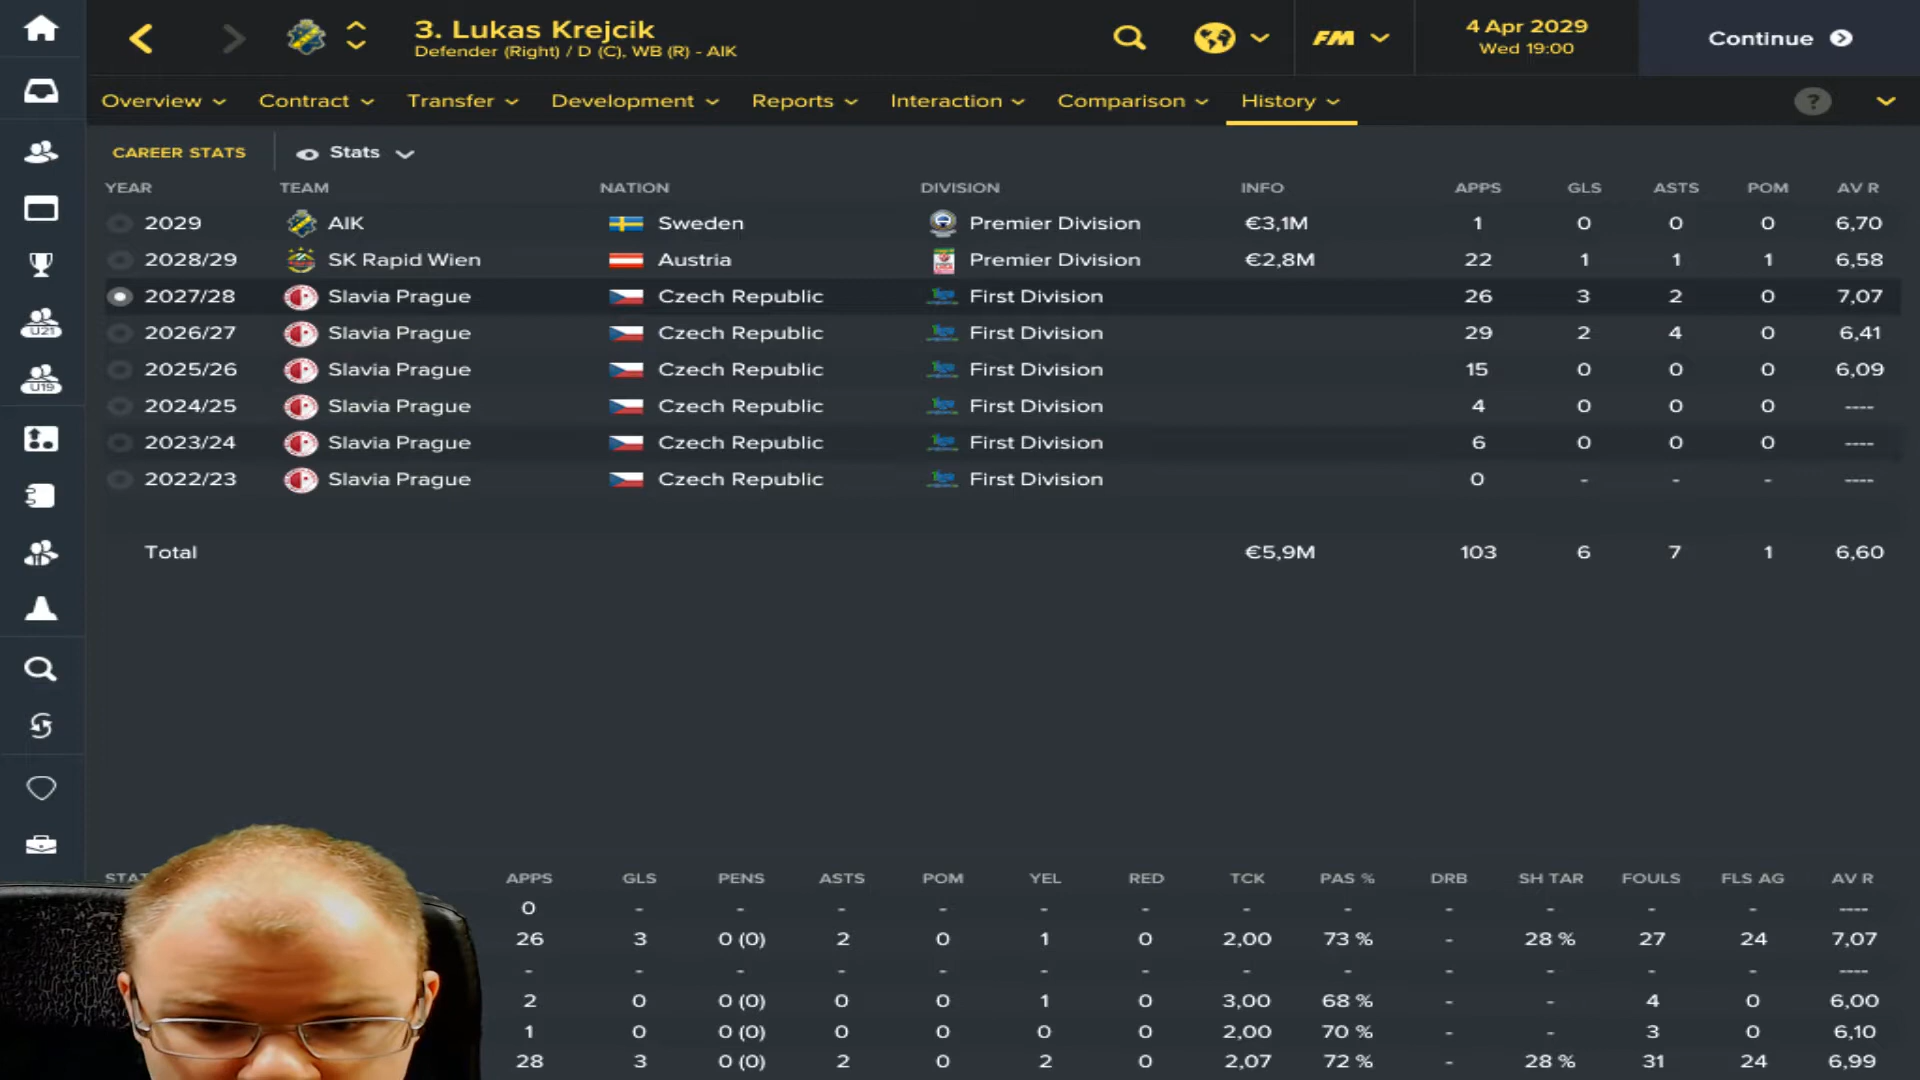 3. Lukas Krejcik
Defender (Right) / D (C), WB (R) - AIK
FM
4 Apr 2029
Wed 19:00
Continue
Overview Contract Transfer Development Reports Interaction Comparison History ?
CAREER STATS Stats
YEAR TEAM NATION DIVISION INFO APPS GLS ASTS POM AV R
2029 AIK Sweden Premier Division €3,1M 1 0 0 0 6,70
2028/29 SK Rapid Wien Austria Premier Division €2,8M 22 1 1 1 6,58
2027/28 Slavia Prague Czech Republic First Division 26 3 2 0 7,07
2026/27 Slavia Prague Czech Republic First Division 29 2 4 0 6,41
2025/26 Slavia Prague Czech Republic First Division 15 0 0 0 6,09
2024/25 Slavia Prague Czech Republic First Division 4 0 0 0 ----
2023/24 Slavia Prague Czech Republic First Division 6 0 0 0 ----
2022/23 Slavia Prague Czech Republic First Division 0 - - - ----
Total €5,9M 103 6 7 1 6,60
U21
U19
APPS GLS PENS ASTS POM YEL RED TCK PAS % DRB SH TAR FOULS FLS AG AV R
0 - - - - - - - - - - - - ----
26 3 0 (0) 2 0 1 0 2,00 73 % - 28 % 27 24 7,07
- - - - - - - - - - - - - ----
2 0 0 (0) 0 0 1 0 3,00 68 % - - 4 0 6,00
1 0 0 (0) 0 0 0 0 2,00 70 % - - 3 0 6,10
28 3 0 (0) 2 0 2 0 2,07 72 % - 28 % 31 24 6,99